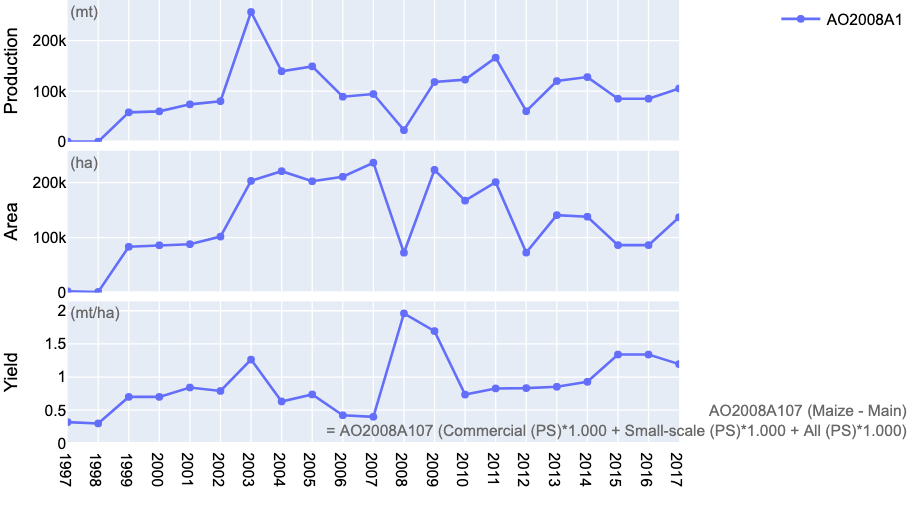 (mt)
AO2008A1
Production
200k
100k
0
(ha)
Area
200k
100k
0
(mt/ha)
Yield
2
1.5
1
0.5
0
AO2008A107 (Maize - Main)
= AO2008A107 (Commercial (PS)*1.000 + Small-scale (PS)*1.000 + All (PS)*1.000)
1997
1998
1999
2000
2001
2002
2003
2004
2005
2006
2007
2008
2009
2010
2011
2012
2013
2014
2015
2016
2017